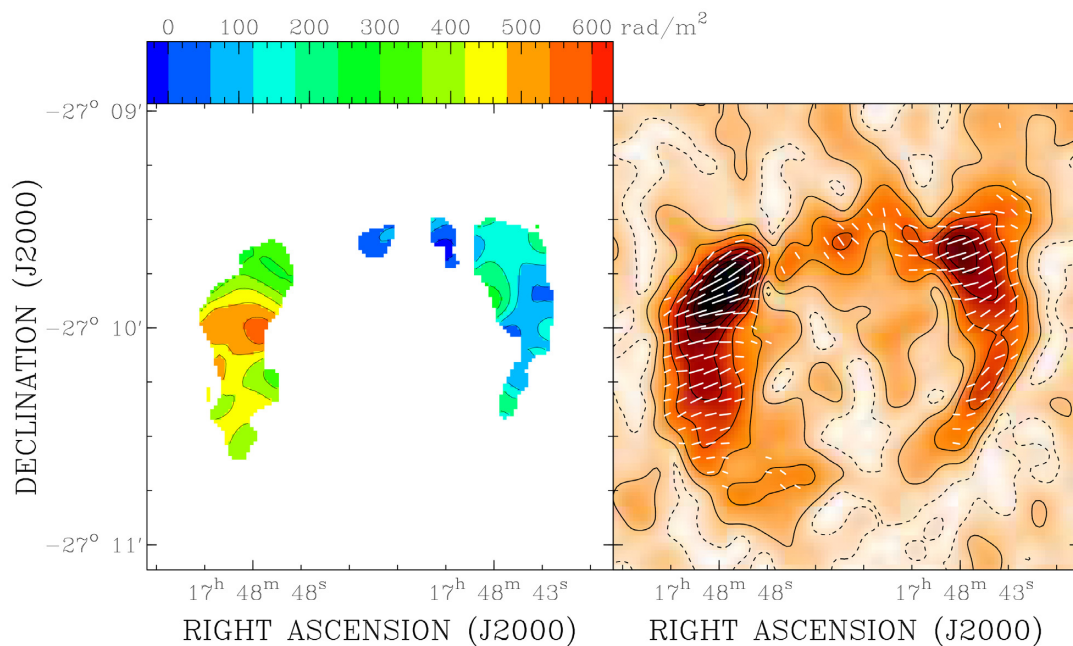 0 100 200 300 400 500 600 rad/m²
-27° 09′
-27° 10′
-27° 11′
DECLINATION (J2000)
17ʰ 48ᵐ 48ˢ 17ʰ 48ᵐ 43ˢ 17ʰ 48ᵐ 48ˢ 17ʰ 48ᵐ 43ˢ
RIGHT ASCENSION (J2000) RIGHT ASCENSION (J2000)